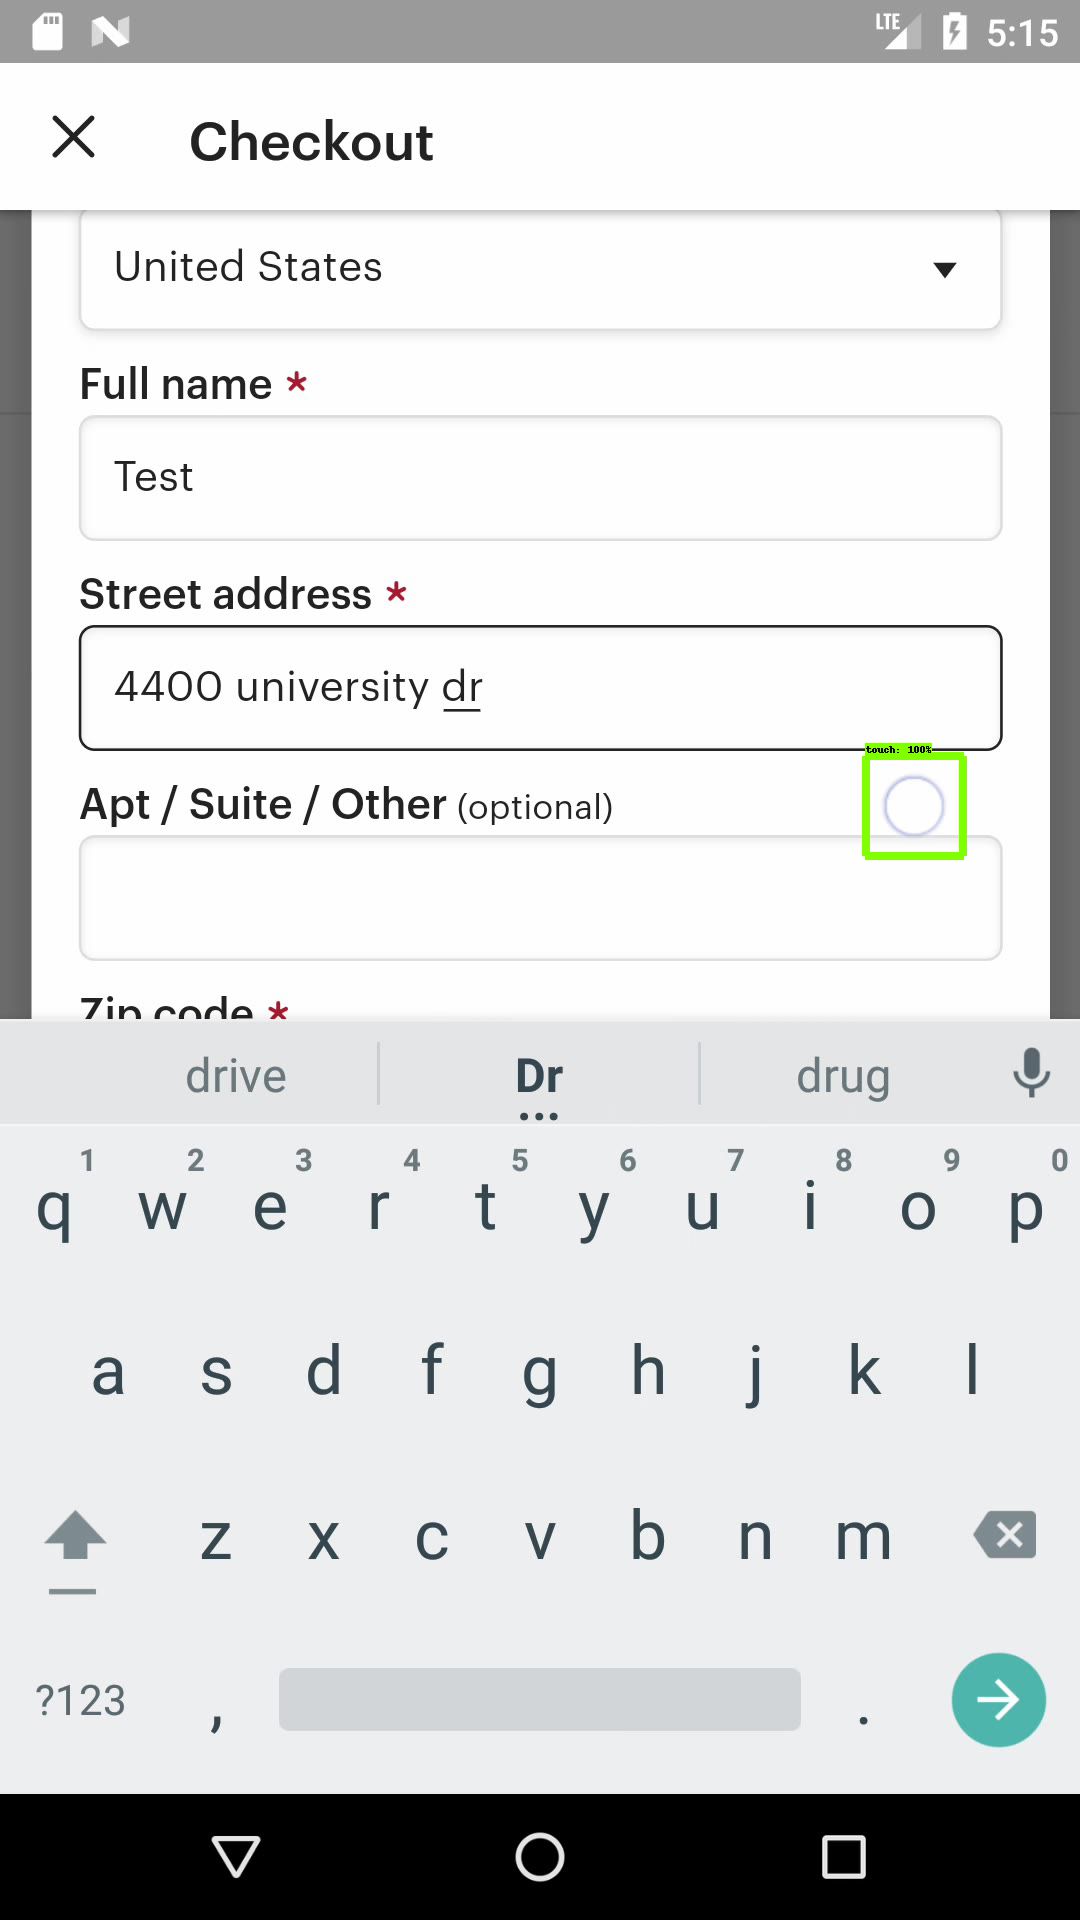 LTE 5:15
Checkout
United States
Full name *
Test
Street address *
4400 university dr
touch: 100%
Apt / Suite / Other (optional)
Zip code *
drive Dr drug
1 2 3 4 5 6 7 8 9 0
q w e r t y u i o p
a s d f g h j k l
z x c v b n m
?123 , .